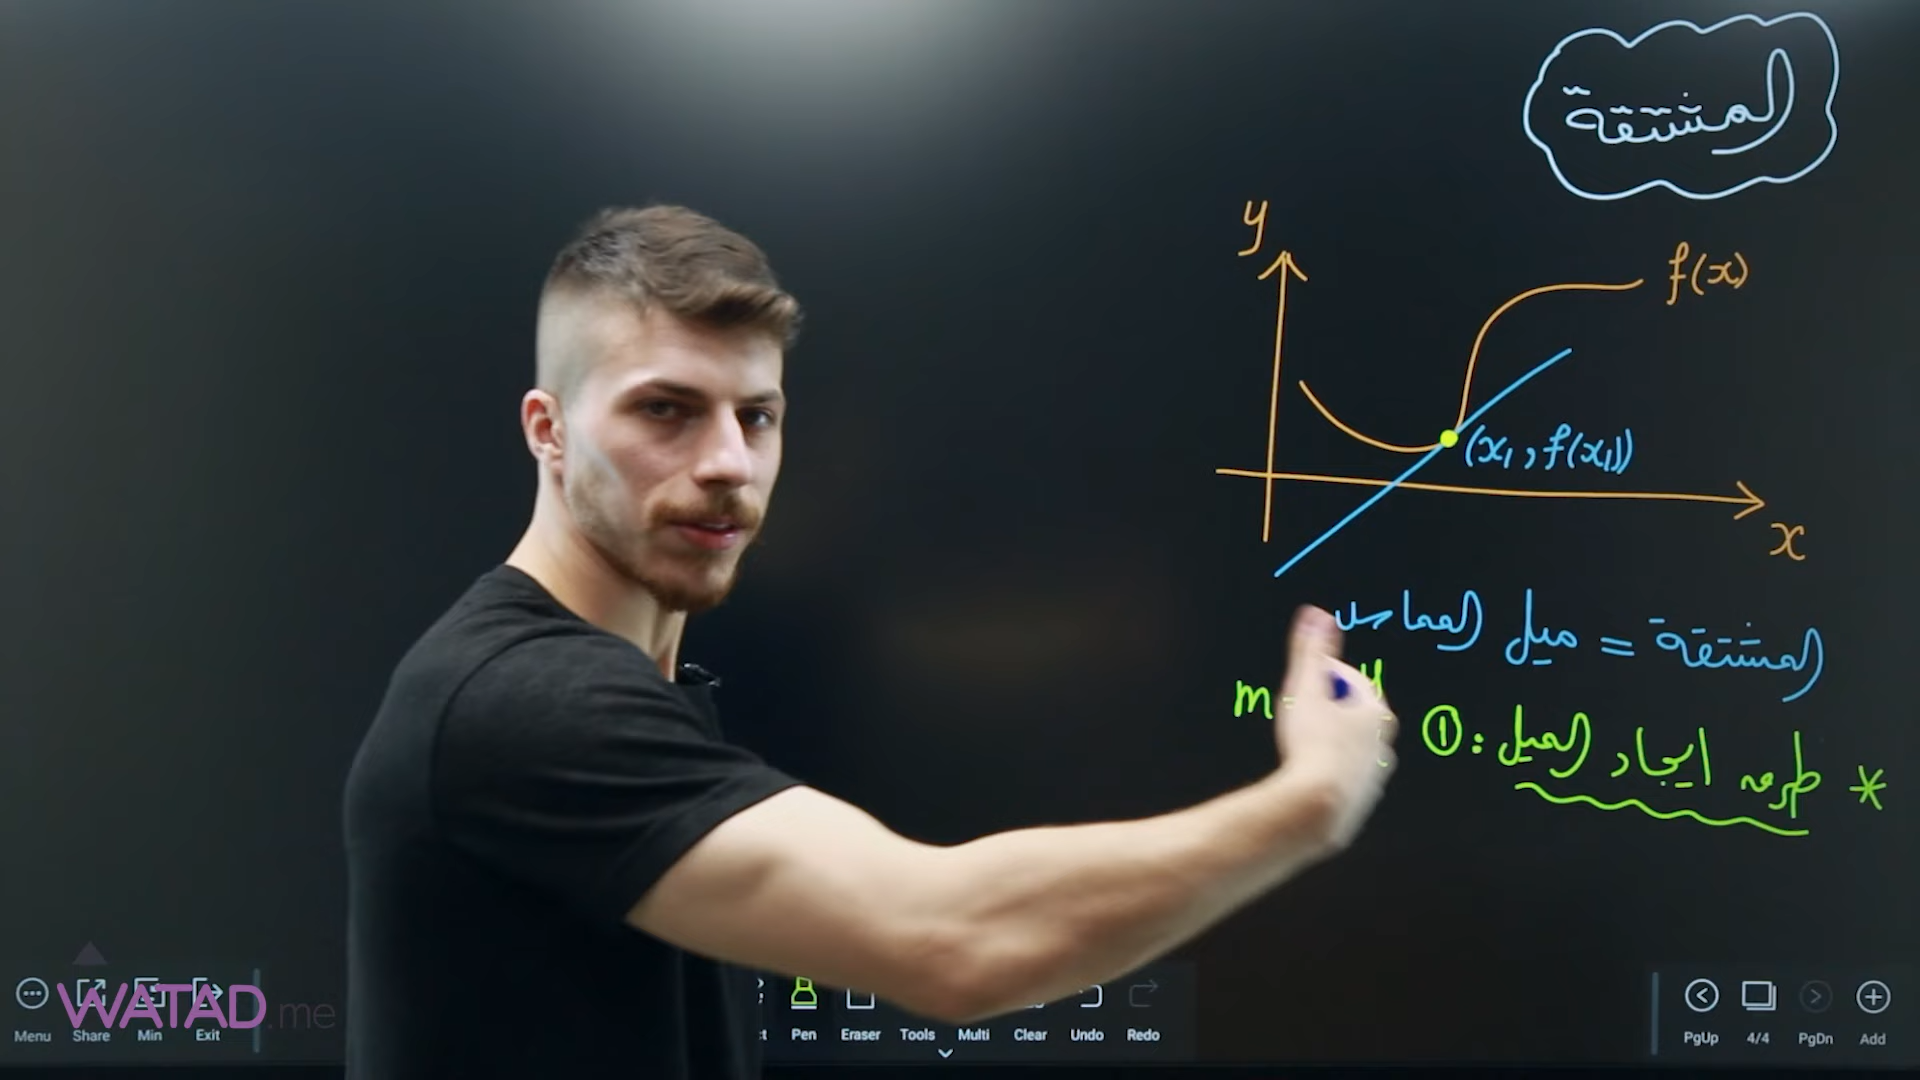 المشتقة
y
f(x)
(x₁, f(x₁))
x
المشتقة = ميل المماس
* طرق ايجاد الميل: ①
m =
WATAD.me
Menu Share Min Exit
Pen Eraser Tools Multi Clear Undo Redo
PgUp 4/4 PgDn Add